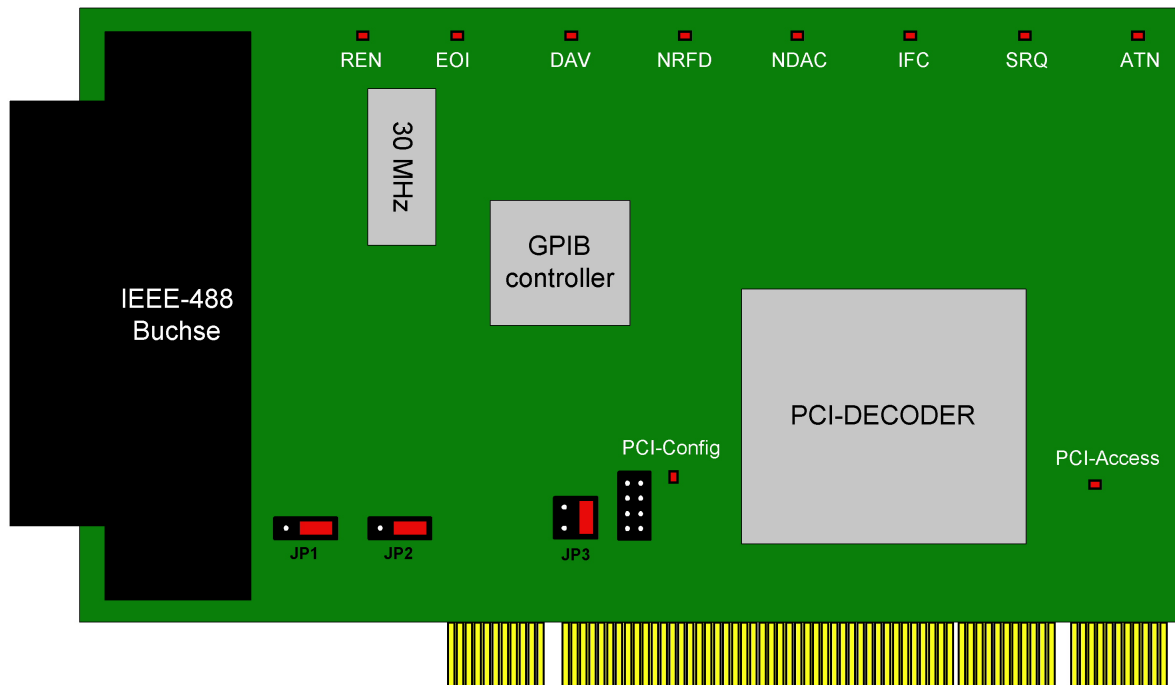 REN EOI DAV NRFD NDAC IFC SRQ ATN
30 MHz
GPIB
controller
IEEE-488
Buchse
PCI-DECODER
PCI-Config
PCI-Access
JP1 JP2 JP3